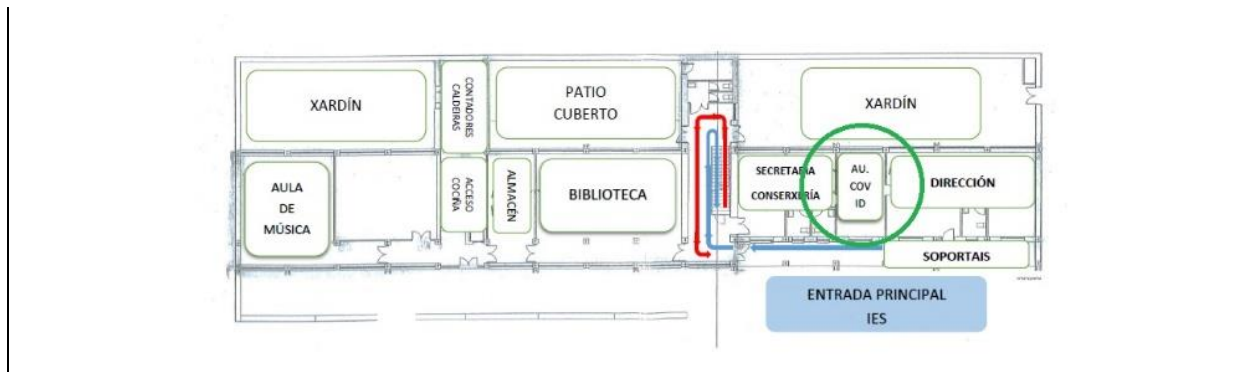 XARDÍN
CONTADORES
CALDEIRAS
PATIO
CUBERTO
XARDÍN
AULA
DE
MÚSICA
ACCESO
COCIÑA
ALMACÉN
BIBLIOTECA
SECRETARÍA
CONSERXERÍA
AU.
COV
ID
DIRECCIÓN
SOPORTAIS
ENTRADA PRINCIPAL
IES